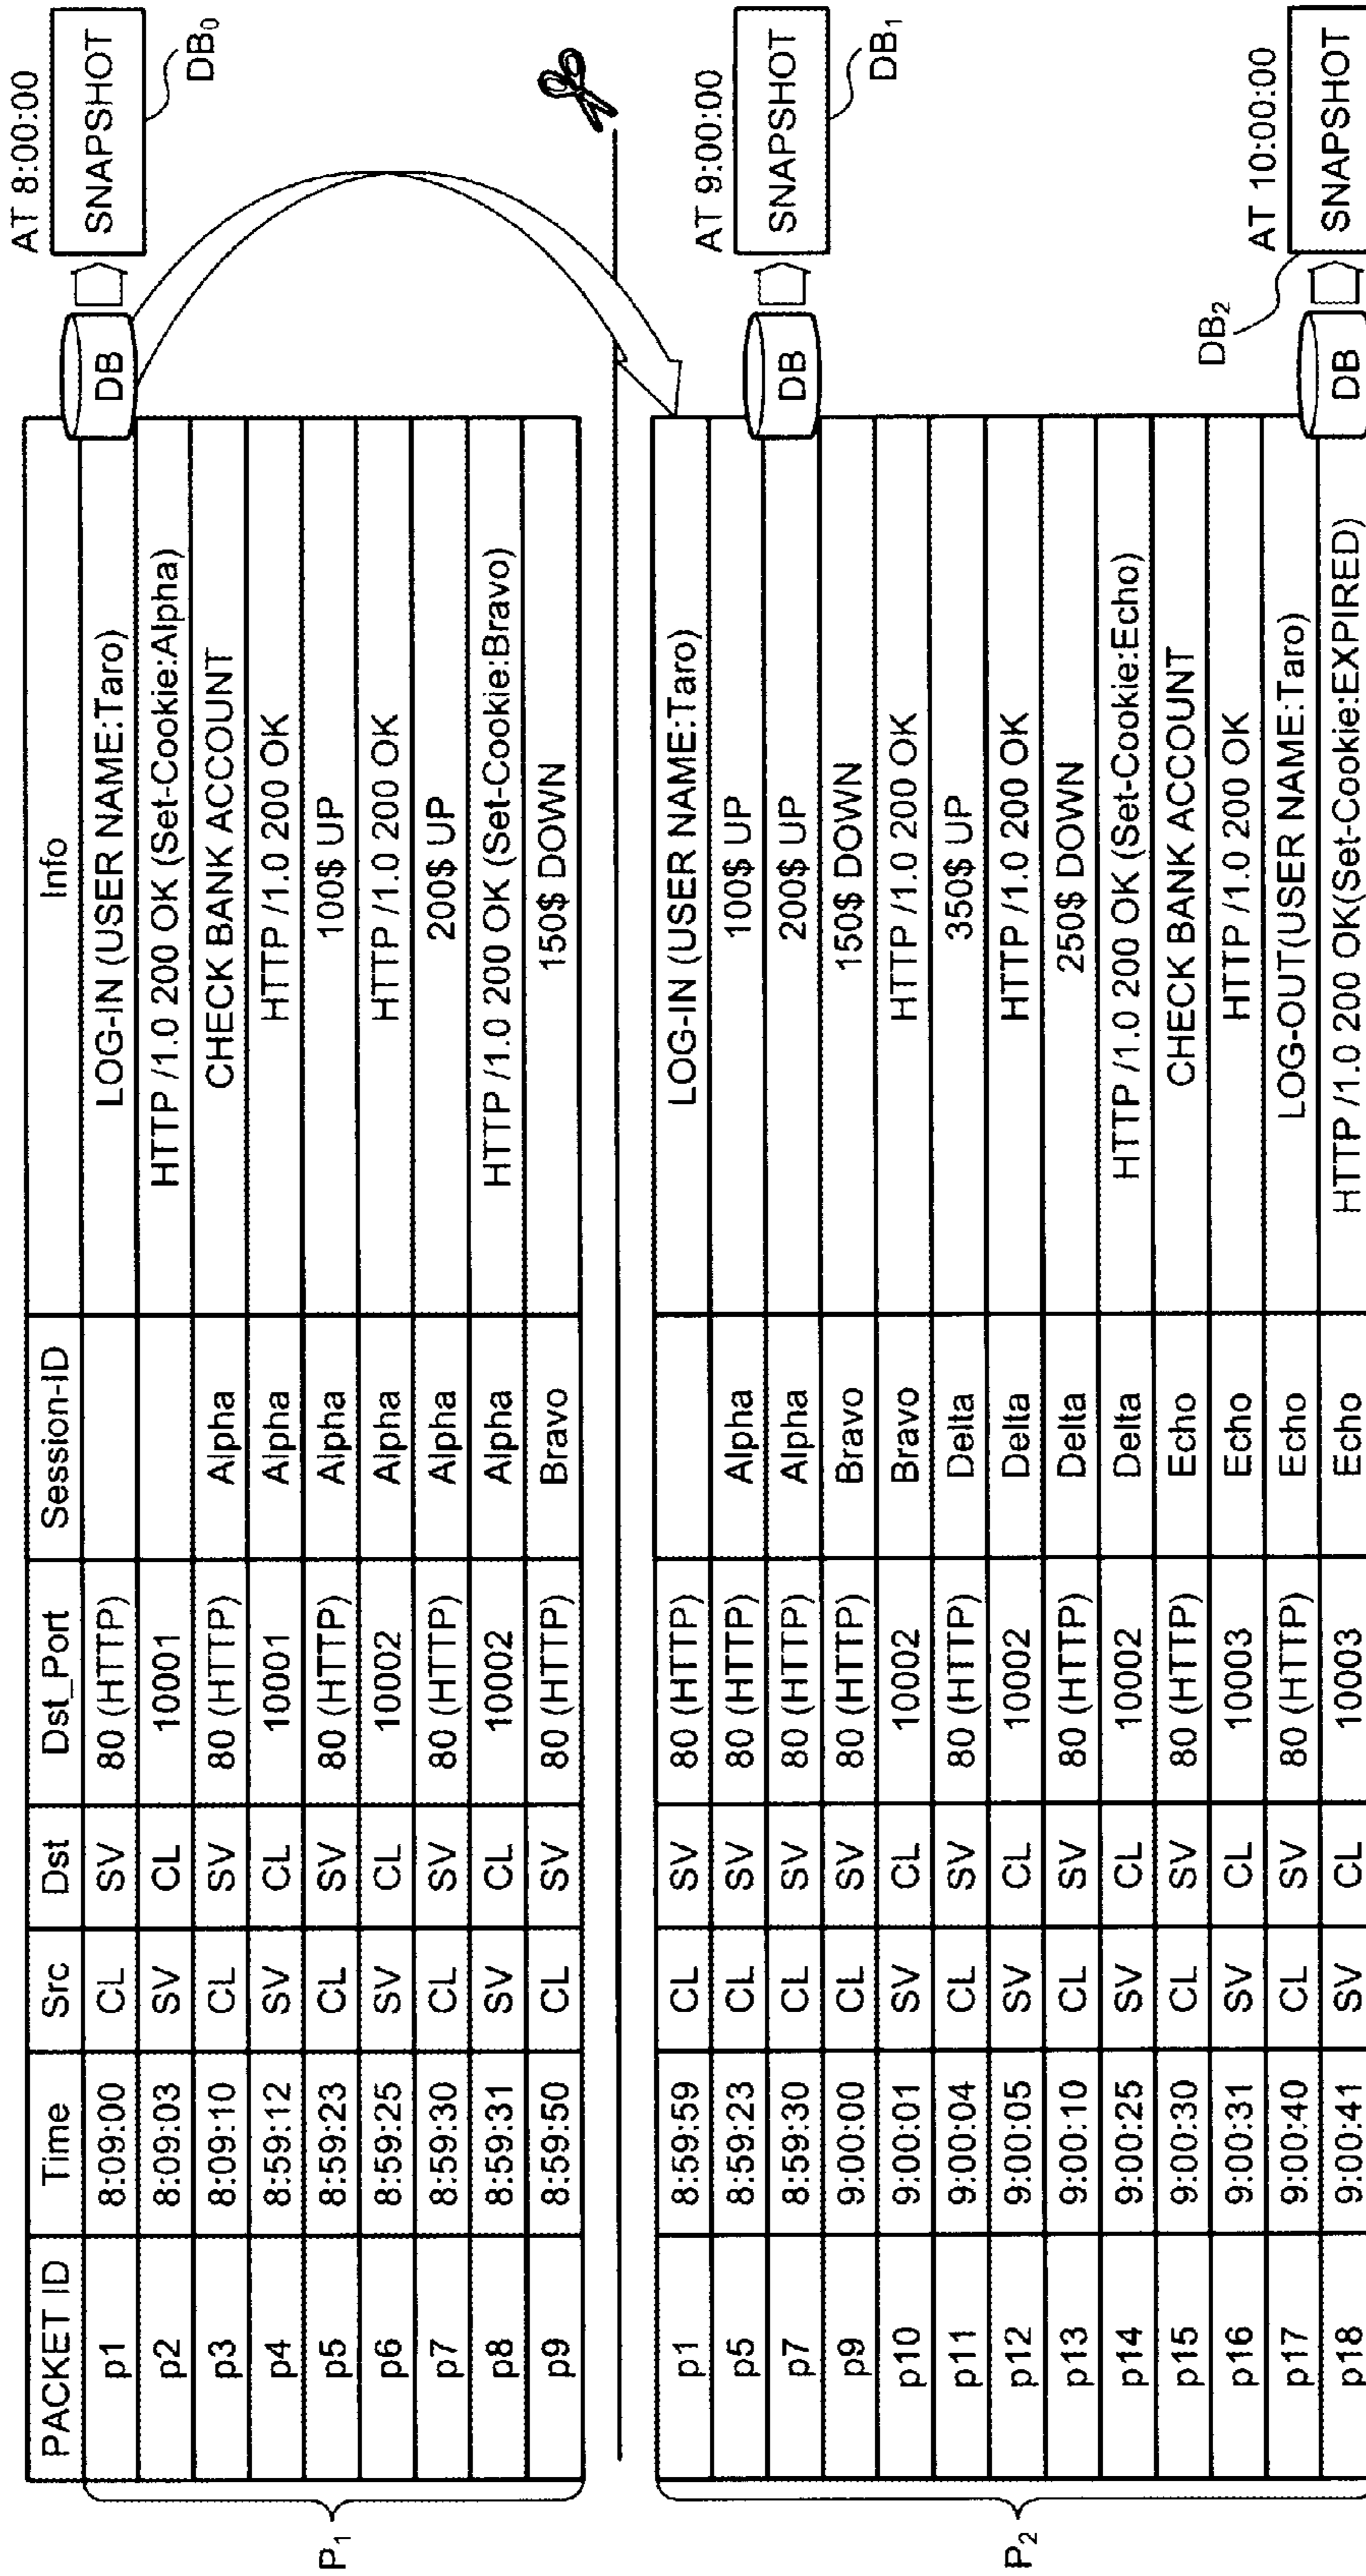 PACKET ID Time Src Dst Dst_Port Session-ID Info
p1 8:09:00 CL SV 80 (HTTP) LOG-IN (USER NAME:Taro)
p2 8:09:03 SV CL 10001 HTTP /1.0 200 OK (Set-Cookie:Alpha)
p3 8:09:10 CL SV 80 (HTTP) Alpha CHECK BANK ACCOUNT
p4 8:59:12 SV CL 10001 Alpha HTTP /1.0 200 OK
p5 8:59:23 CL SV 80 (HTTP) Alpha 100$ UP
p6 8:59:25 SV CL 10002 Alpha HTTP /1.0 200 OK
p7 8:59:30 CL SV 80 (HTTP) Alpha 200$ UP
p8 8:59:31 SV CL 10002 Alpha HTTP /1.0 200 OK (Set-Cookie:Bravo)
p9 8:59:50 CL SV 80 (HTTP) Bravo 150$ DOWN
P1
DB
AT 8:00:00
SNAPSHOT
DB0
p1 8:59:59 CL SV 80 (HTTP) LOG-IN (USER NAME:Taro)
p5 8:59:23 CL SV 80 (HTTP) Alpha 100$ UP
p7 8:59:30 CL SV 80 (HTTP) Alpha 200$ UP
p9 9:00:00 CL SV 80 (HTTP) Bravo 150$ DOWN
p10 9:00:01 SV CL 10002 Bravo HTTP /1.0 200 OK
p11 9:00:04 CL SV 80 (HTTP) Delta 350$ UP
p12 9:00:05 SV CL 10002 Delta HTTP /1.0 200 OK
p13 9:00:10 CL SV 80 (HTTP) Delta 250$ DOWN
p14 9:00:25 SV CL 10002 Delta HTTP /1.0 200 OK (Set-Cookie:Echo)
p15 9:00:30 CL SV 80 (HTTP) Echo CHECK BANK ACCOUNT
p16 9:00:31 SV CL 10003 Echo HTTP /1.0 200 OK
p17 9:00:40 CL SV 80 (HTTP) Echo LOG-OUT(USER NAME:Taro)
p18 9:00:41 SV CL 10003 Echo HTTP /1.0 200 OK(Set-Cookie:EXPIRED)
P2
DB
AT 9:00:00
SNAPSHOT
DB1
DB2
DB
AT 10:00:00
SNAPSHOT